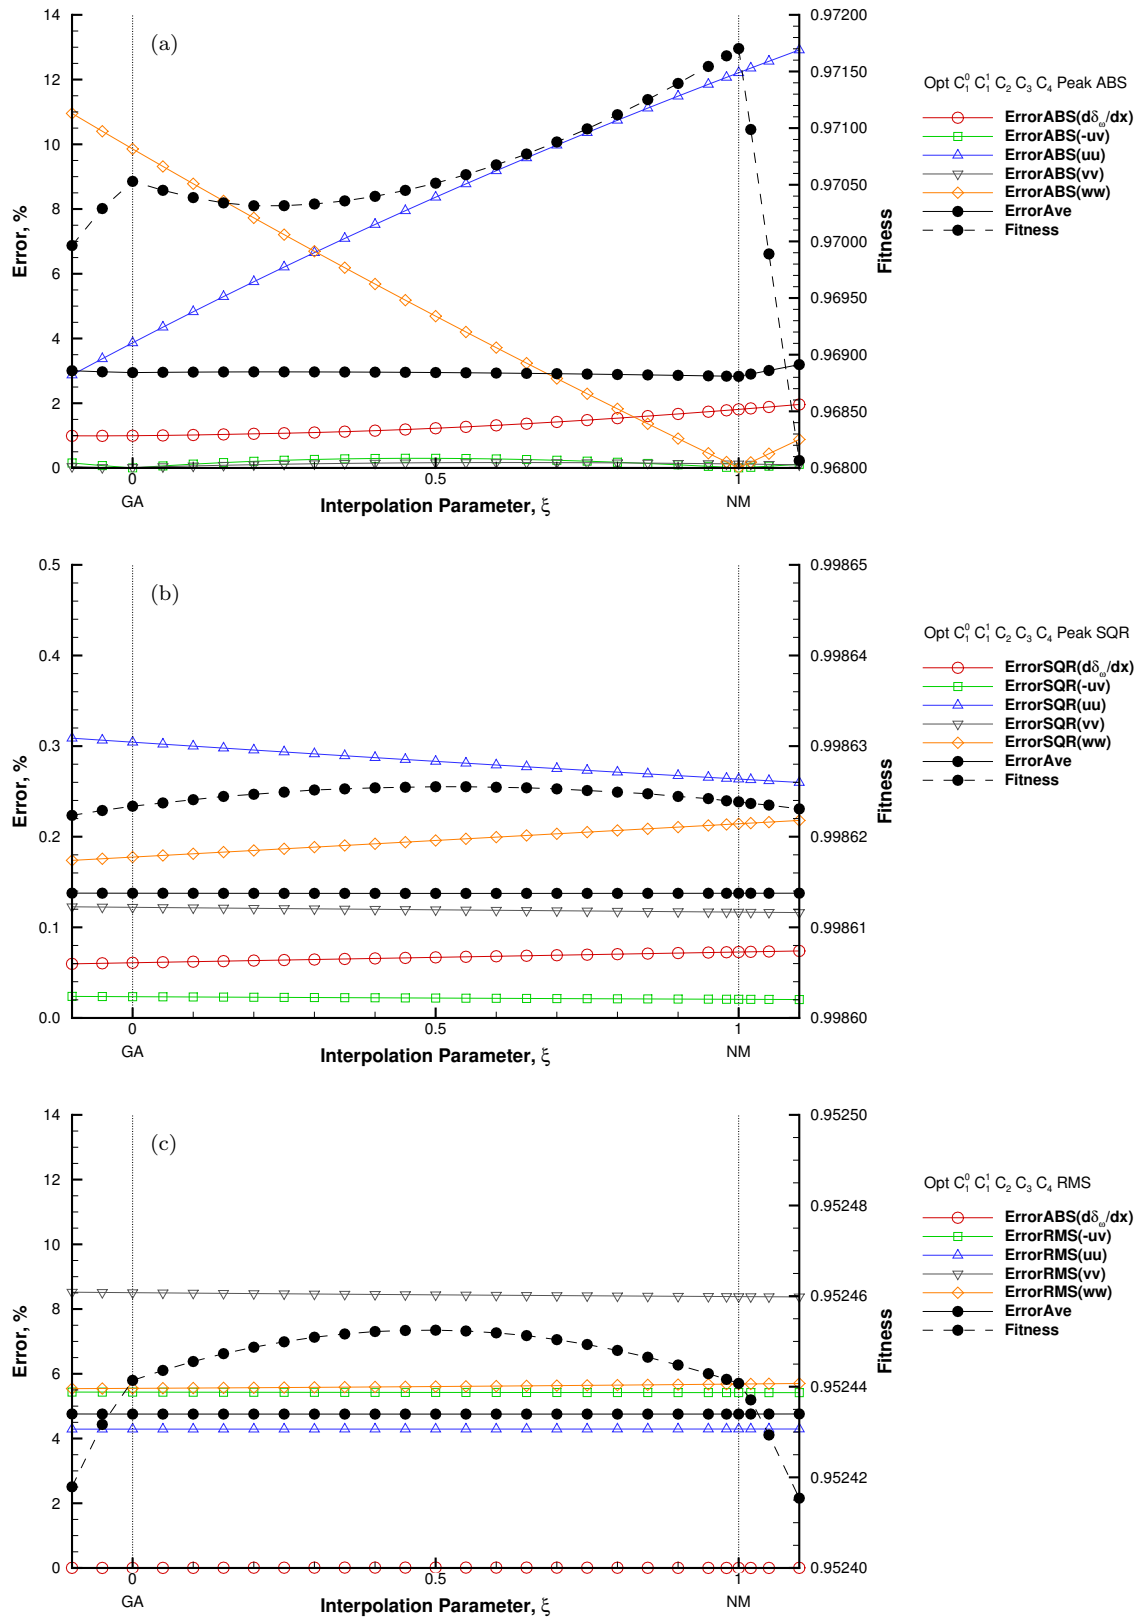 (a)
14
12
10
8
6
4
2
0
Error, %
0.97200
0.97150
0.97100
0.97050
0.97000
0.96950
0.96900
0.96850
0.96800
Fitness
0
0.5
1
GA
Interpolation Parameter, ξ
NM
Opt C₁⁰ C₁¹ C₂ C₃ C₄ Peak ABS
ErrorABS(dδ_ω/dx)
ErrorABS(-uv)
ErrorABS(uu)
ErrorABS(vv)
ErrorABS(ww)
ErrorAve
Fitness
(b)
0.5
0.4
0.3
0.2
0.1
0.0
Error, %
0.99865
0.99864
0.99863
0.99862
0.99861
0.99860
Fitness
0
0.5
1
GA
Interpolation Parameter, ξ
NM
Opt C₁⁰ C₁¹ C₂ C₃ C₄ Peak SQR
ErrorSQR(dδ_ω/dx)
ErrorSQR(-uv)
ErrorSQR(uu)
ErrorSQR(vv)
ErrorSQR(ww)
ErrorAve
Fitness
(c)
14
12
10
8
6
4
2
0
Error, %
0.95250
0.95248
0.95246
0.95244
0.95242
0.95240
Fitness
0
0.5
1
GA
Interpolation Parameter, ξ
NM
Opt C₁⁰ C₁¹ C₂ C₃ C₄ RMS
ErrorABS(dδ_ω/dx)
ErrorRMS(-uv)
ErrorRMS(uu)
ErrorRMS(vv)
ErrorRMS(ww)
ErrorAve
Fitness